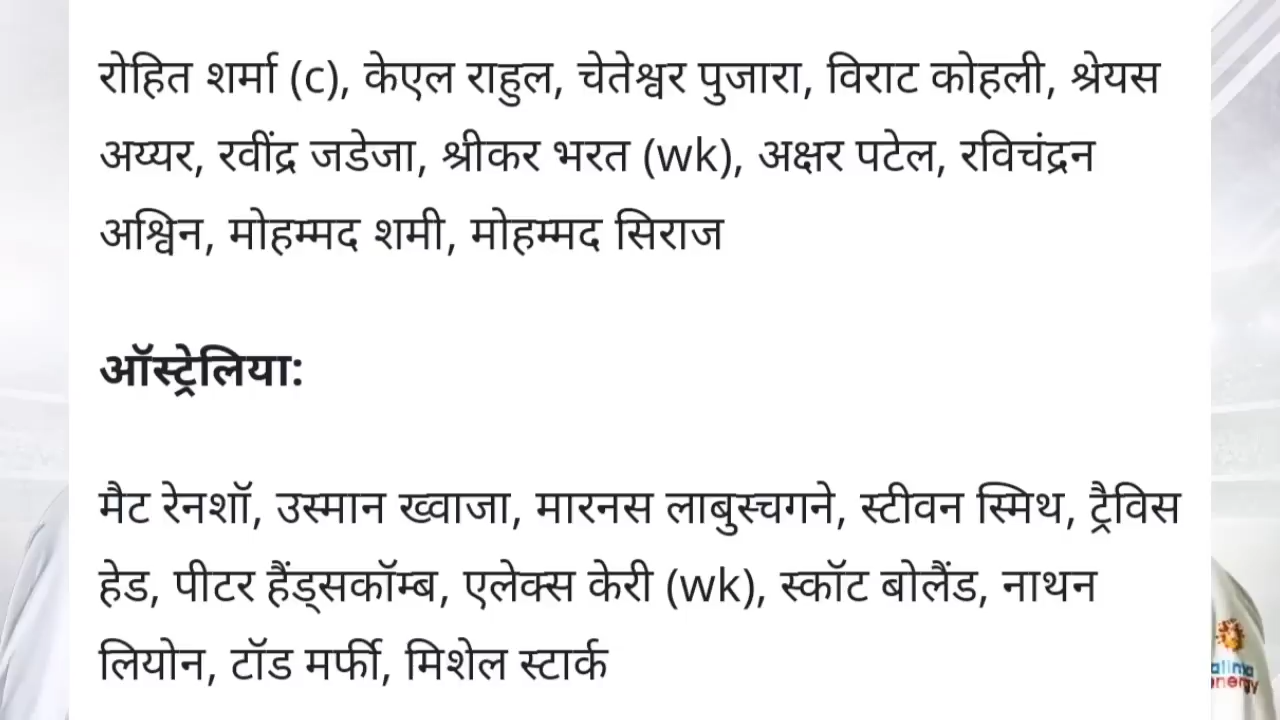 रोहित शर्मा (c), केएल राहुल, चेतेश्वर पुजारा, विराट कोहली, श्रेयस
अय्यर, रवींद्र जडेजा, श्रीकर भरत (wk), अक्षर पटेल, रविचंद्रन
अश्विन, मोहम्मद शमी, मोहम्मद सिराज
ऑस्ट्रेलिया:
मैट रेनशॉ, उस्मान ख्वाजा, मारनस लाबुस्चगने, स्टीवन स्मिथ, ट्रैविस
हेड, पीटर हैंड्सकॉम्ब, एलेक्स केरी (wk), स्कॉट बोलैंड, नाथन
लियोन, टॉड मर्फी, मिशेल स्टार्क